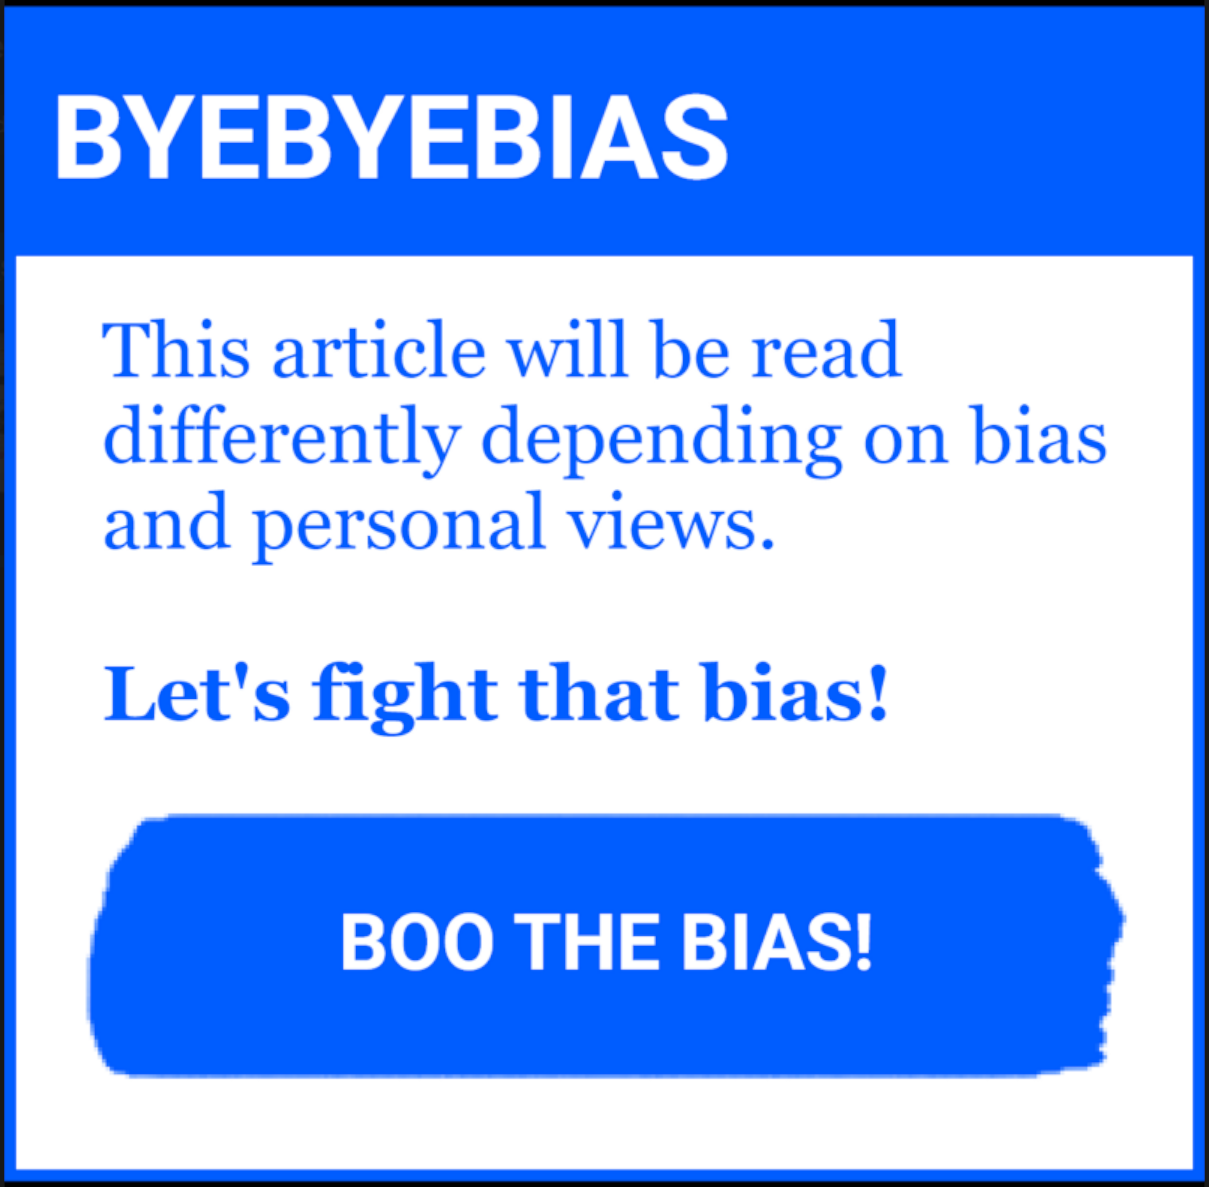 BYEBYEBIAS
This article will be read
differently depending on bias
and personal views.
Let's fight that bias!
BOO THE BIAS!